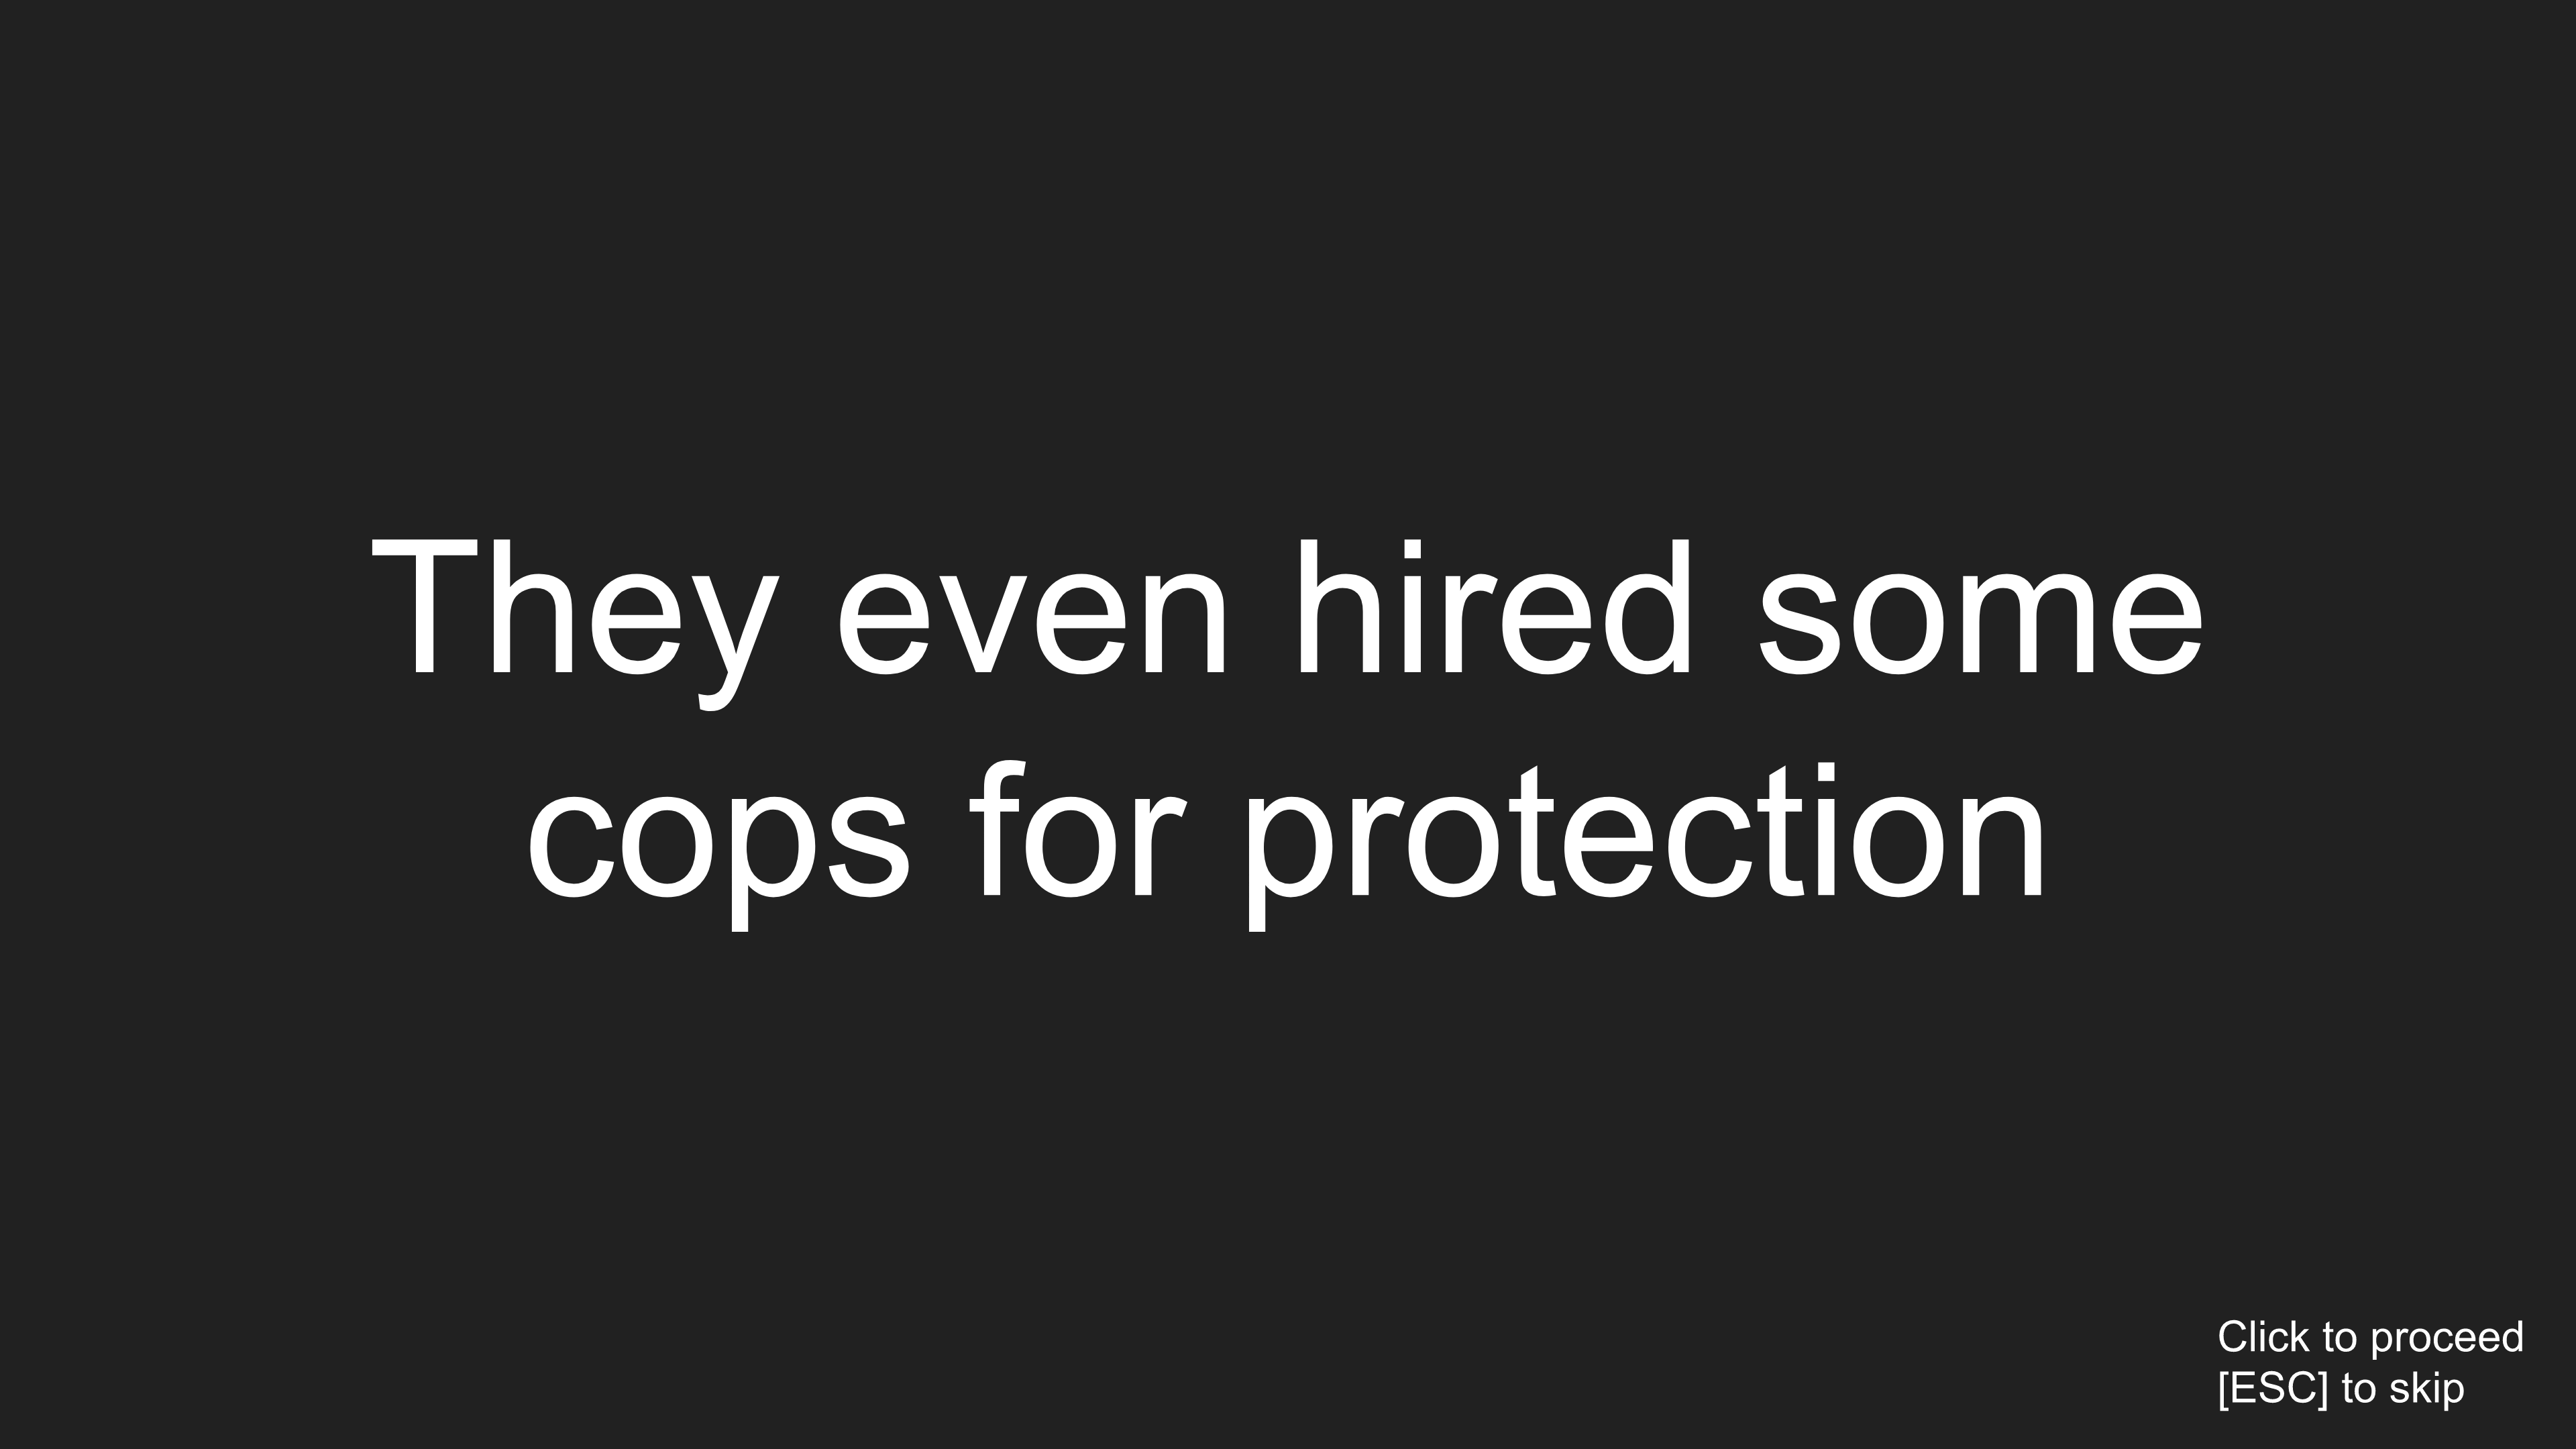 They even hired some
cops for protection
Click to proceed
[ESC] to skip